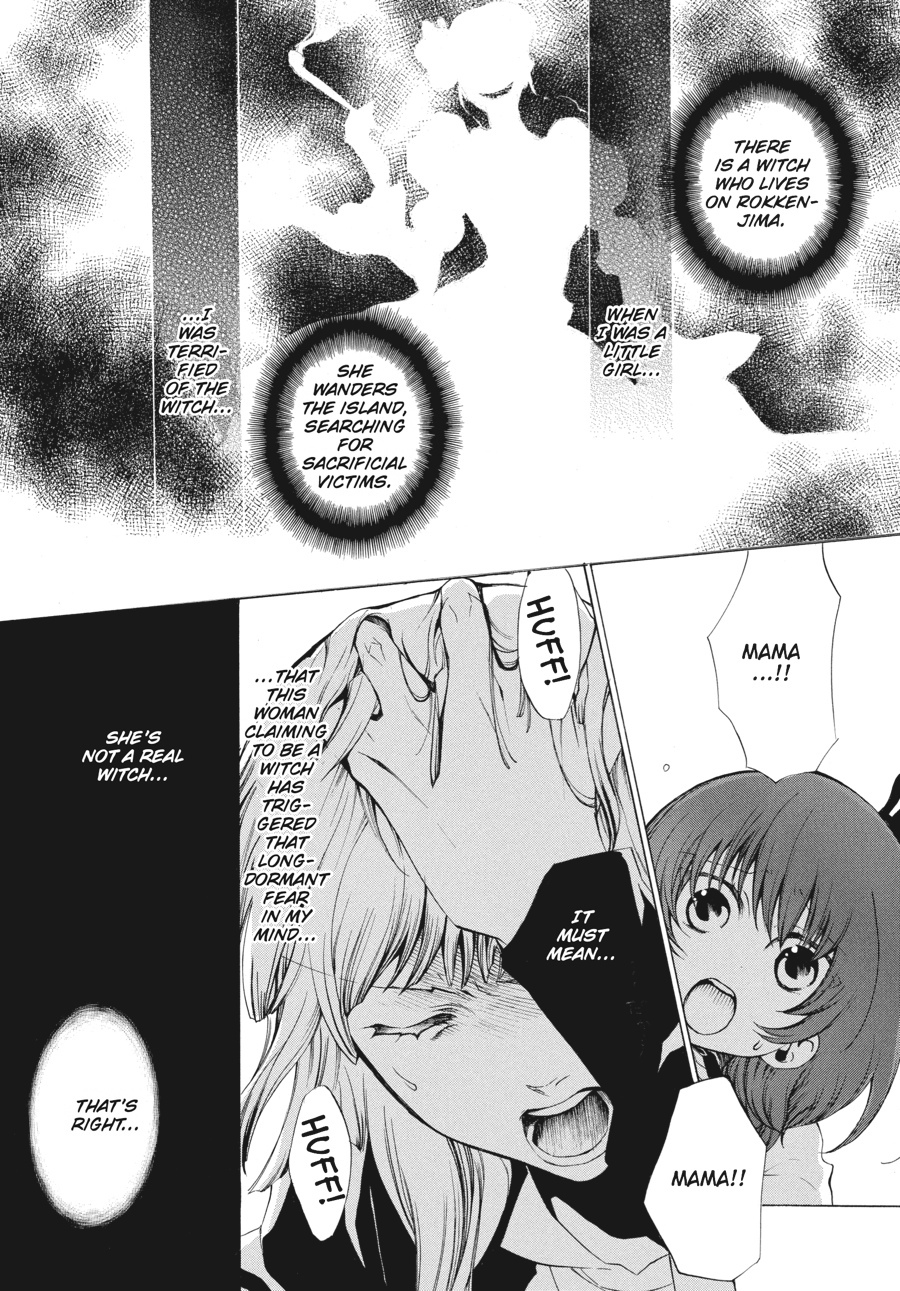 THERE
IS A WITCH
WHO LIVES
ON ROKKEN-
JIMA.
WHEN
I WAS A
LITTLE
GIRL...
SHE
WANDERS
THE ISLAND,
SEARCHING
FOR
SACRIFICIAL
VICTIMS.
...I
WAS
TERRI-
FIED
OF THE
WITCH...
MAMA
...!!
MAMA!!
HUFF!
IT
MUST
MEAN...
...THAT
THIS
WOMAN
CLAIMING
TO BE A
WITCH
HAS
TRIG-
GERED
THAT
LONG-
DORMANT
FEAR
IN MY
MIND...
HUFF!
SHE'S
NOT A REAL
WITCH...
THAT'S
RIGHT...